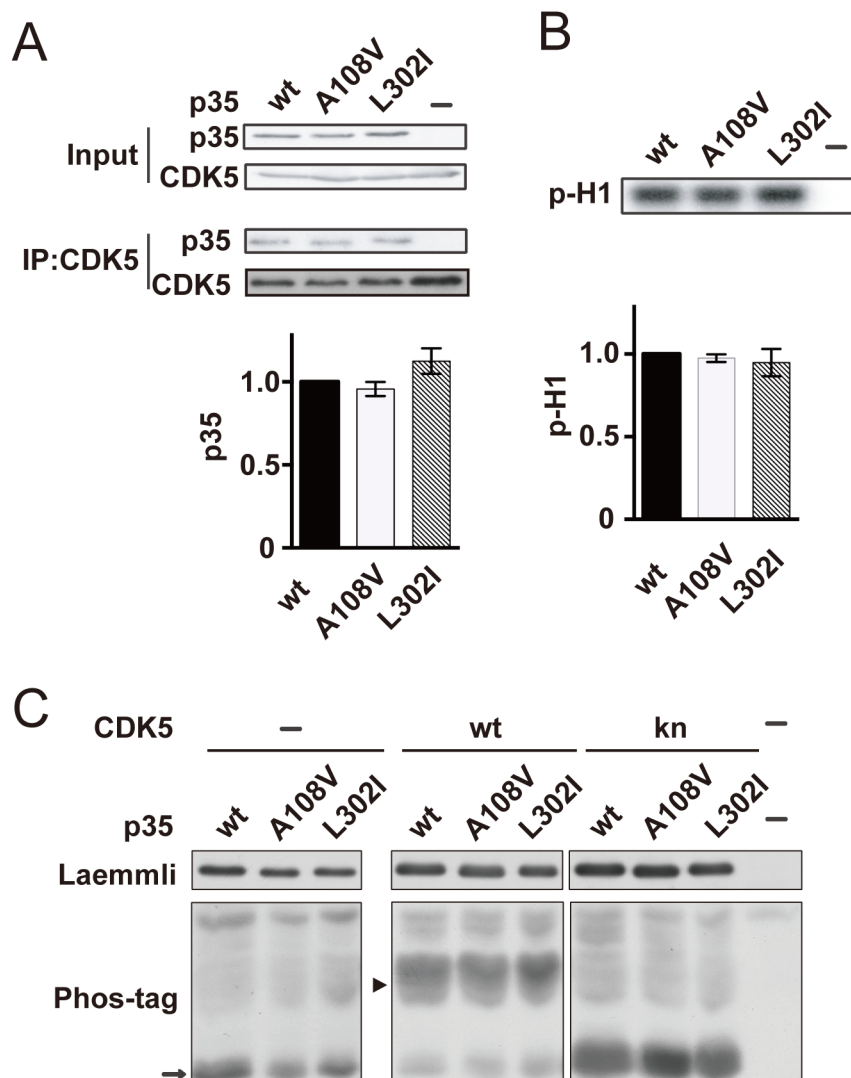 A
p35 wt A108V L302I –
Input
p35
CDK5
IP:CDK5
p35
CDK5
p35
1.0
0.5
0
wt A108V L302I
B
wt A108V L302I –
p-H1
p-H1
1.0
0.5
0
wt A108V L302I
C
CDK5 – wt kn –
p35 wt A108V L302I wt A108V L302I wt A108V L302I –
Laemmli
Phos-tag